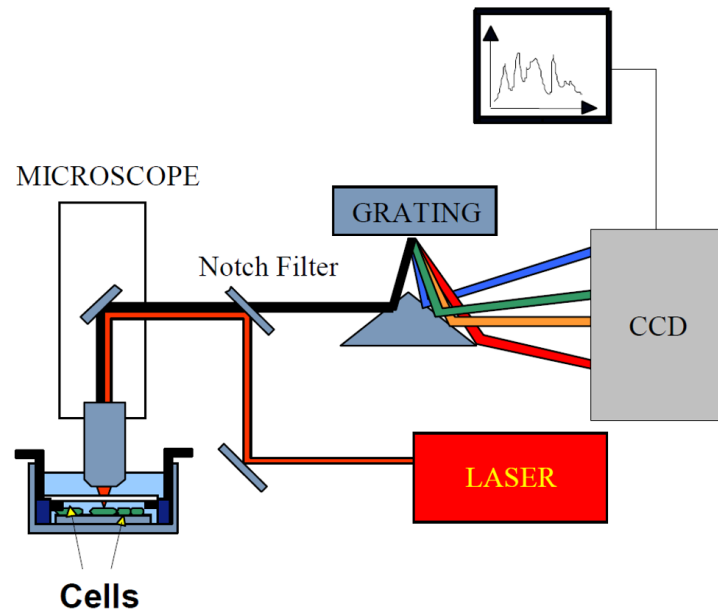 MICROSCOPE
GRATING
Notch Filter
CCD
LASER
Cells